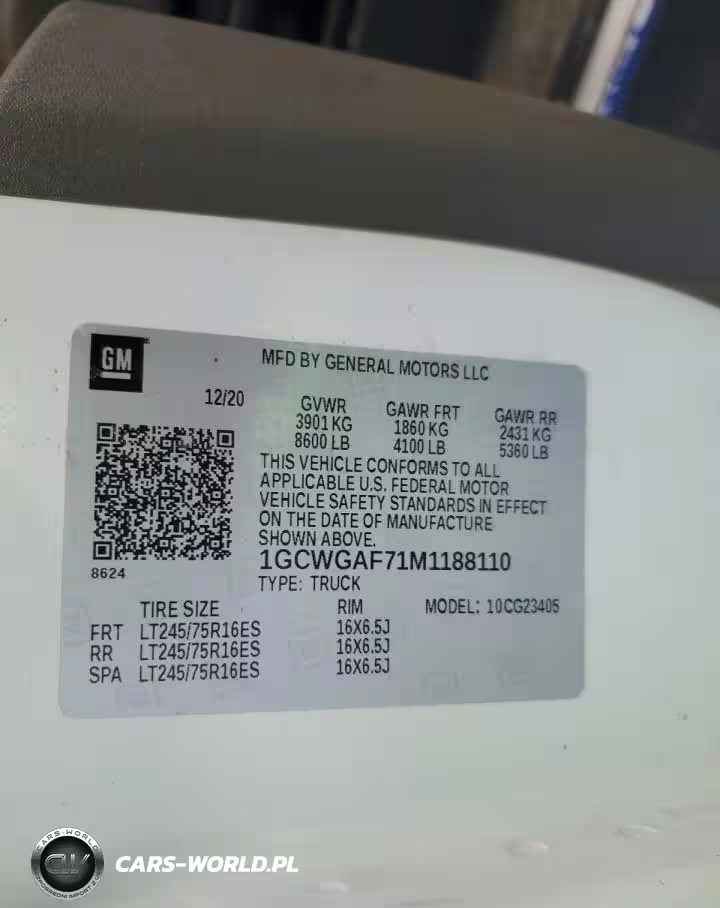 GM
MFD BY GENERAL MOTORS LLC
12/20
GVWR GAWR FRT GAWR RR
3901 KG 1860 KG 2431 KG
8600 LB 4100 LB 5360 LB
THIS VEHICLE CONFORMS TO ALL
APPLICABLE U.S. FEDERAL MOTOR
VEHICLE SAFETY STANDARDS IN EFFECT
ON THE DATE OF MANUFACTURE
SHOWN ABOVE.
8624
1GCWGAF71M1188110
TYPE: TRUCK
TIRE SIZE RIM MODEL: 10CG23405
FRT LT245/75R16ES 16X6.5J
RR LT245/75R16ES 16X6.5J
SPA LT245/75R16ES 16X6.5J
CARS-WORLD
CW
CARS-WORLD.PL